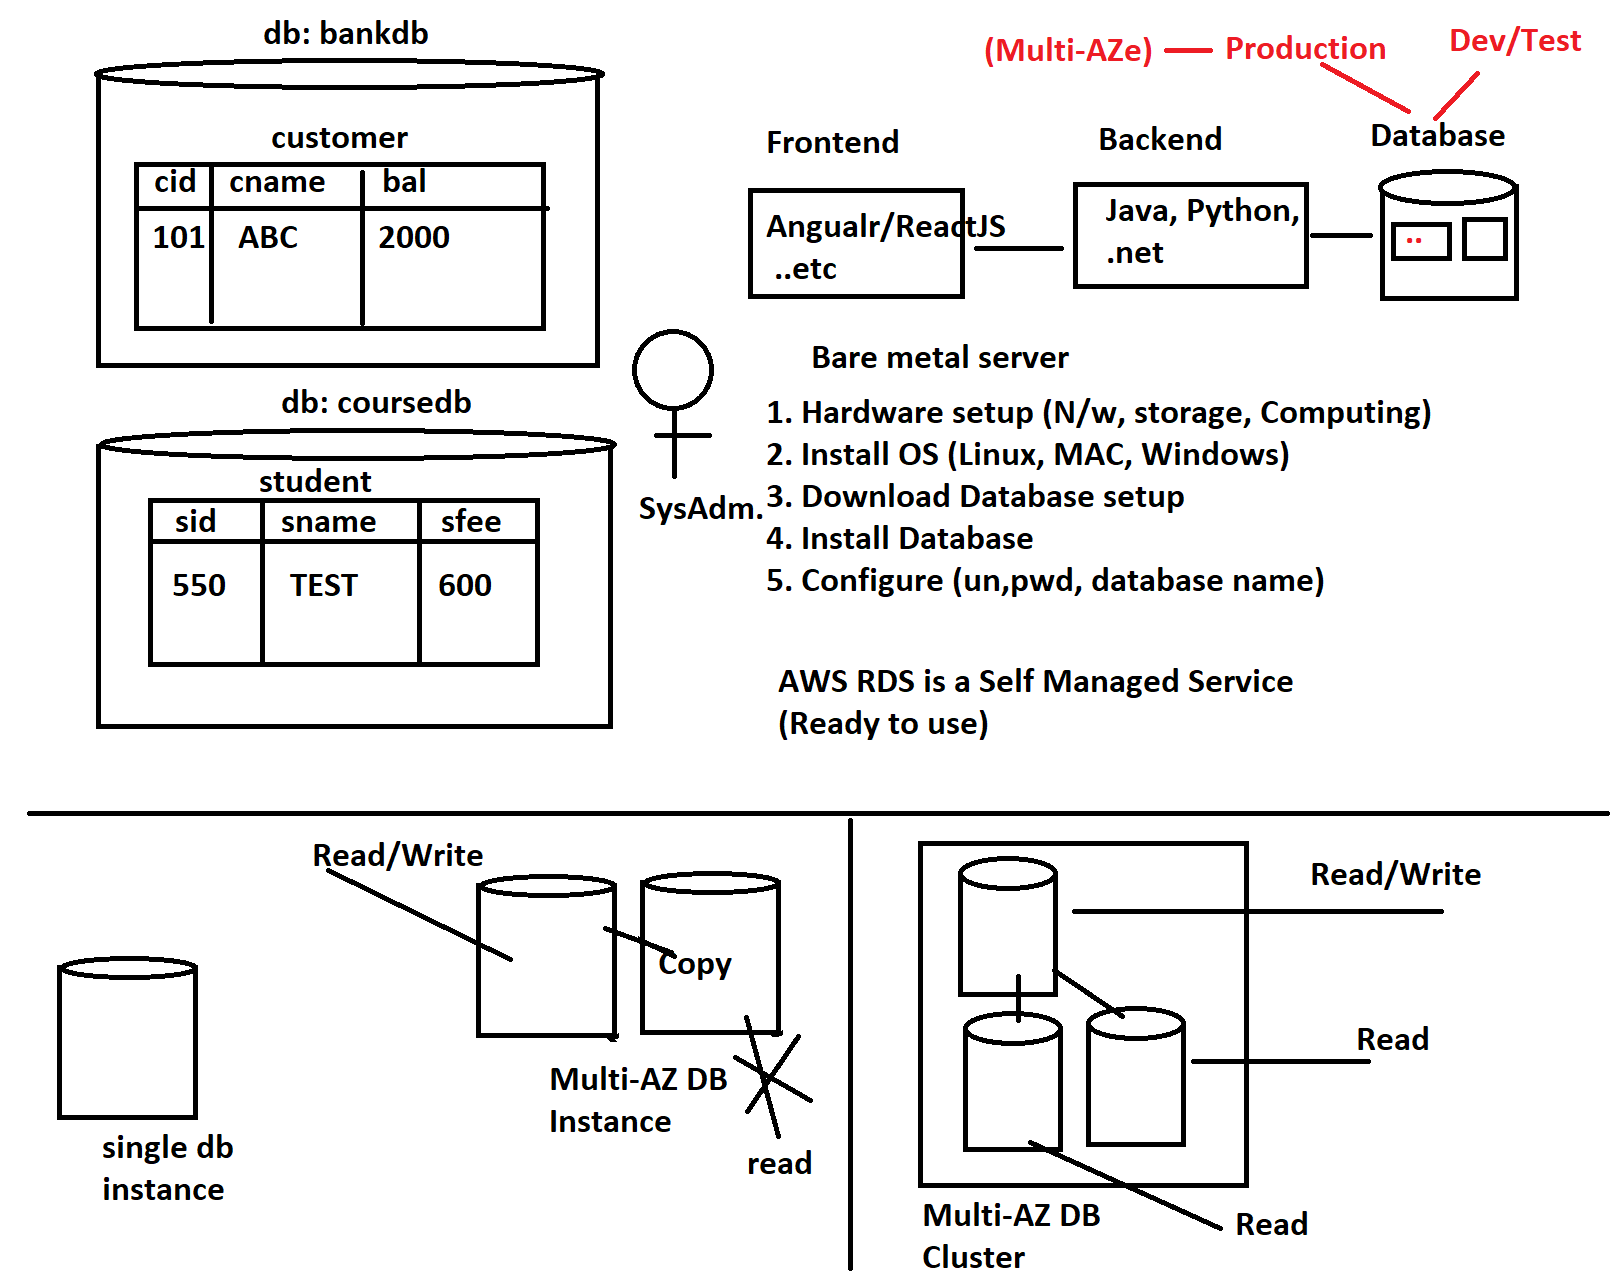 db: bankdb
customer
cid cname bal
101 ABC 2000
db: coursedb
student
sid sname sfee
550 TEST 600
SysAdm.
(Multi-AZe) Production Dev/Test
Frontend Backend Database
Angualr/ReactJS
..etc
Java, Python,
.net
Bare metal server
1. Hardware setup (N/w, storage, Computing)
2. Install OS (Linux, MAC, Windows)
3. Download Database setup
4. Install Database
5. Configure (un,pwd, database name)
AWS RDS is a Self Managed Service
(Ready to use)
single db
instance
Read/Write
Copy
Multi-AZ DB
Instance
read
Read/Write
Read
Read
Multi-AZ DB
Cluster